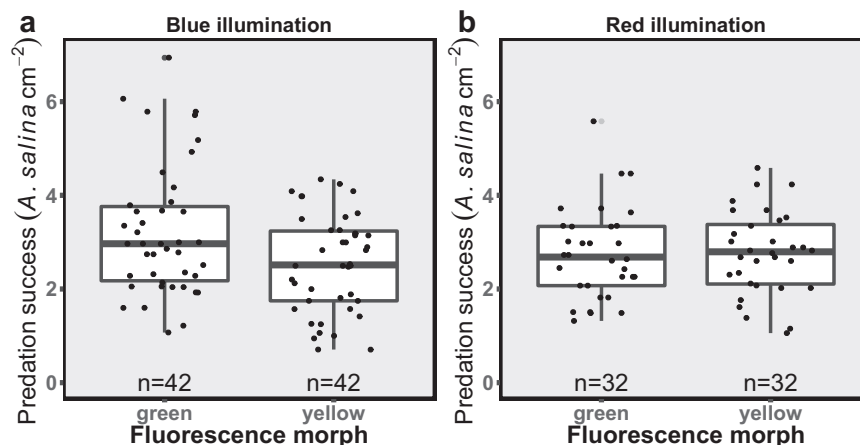 a Blue illumination
Predation success (A. salina cm−2)
6
4
2
0
n=42 n=42
green yellow
Fluorescence morph
b Red illumination
Predation success (A. salina cm−2)
6
4
2
0
n=32 n=32
green yellow
Fluorescence morph